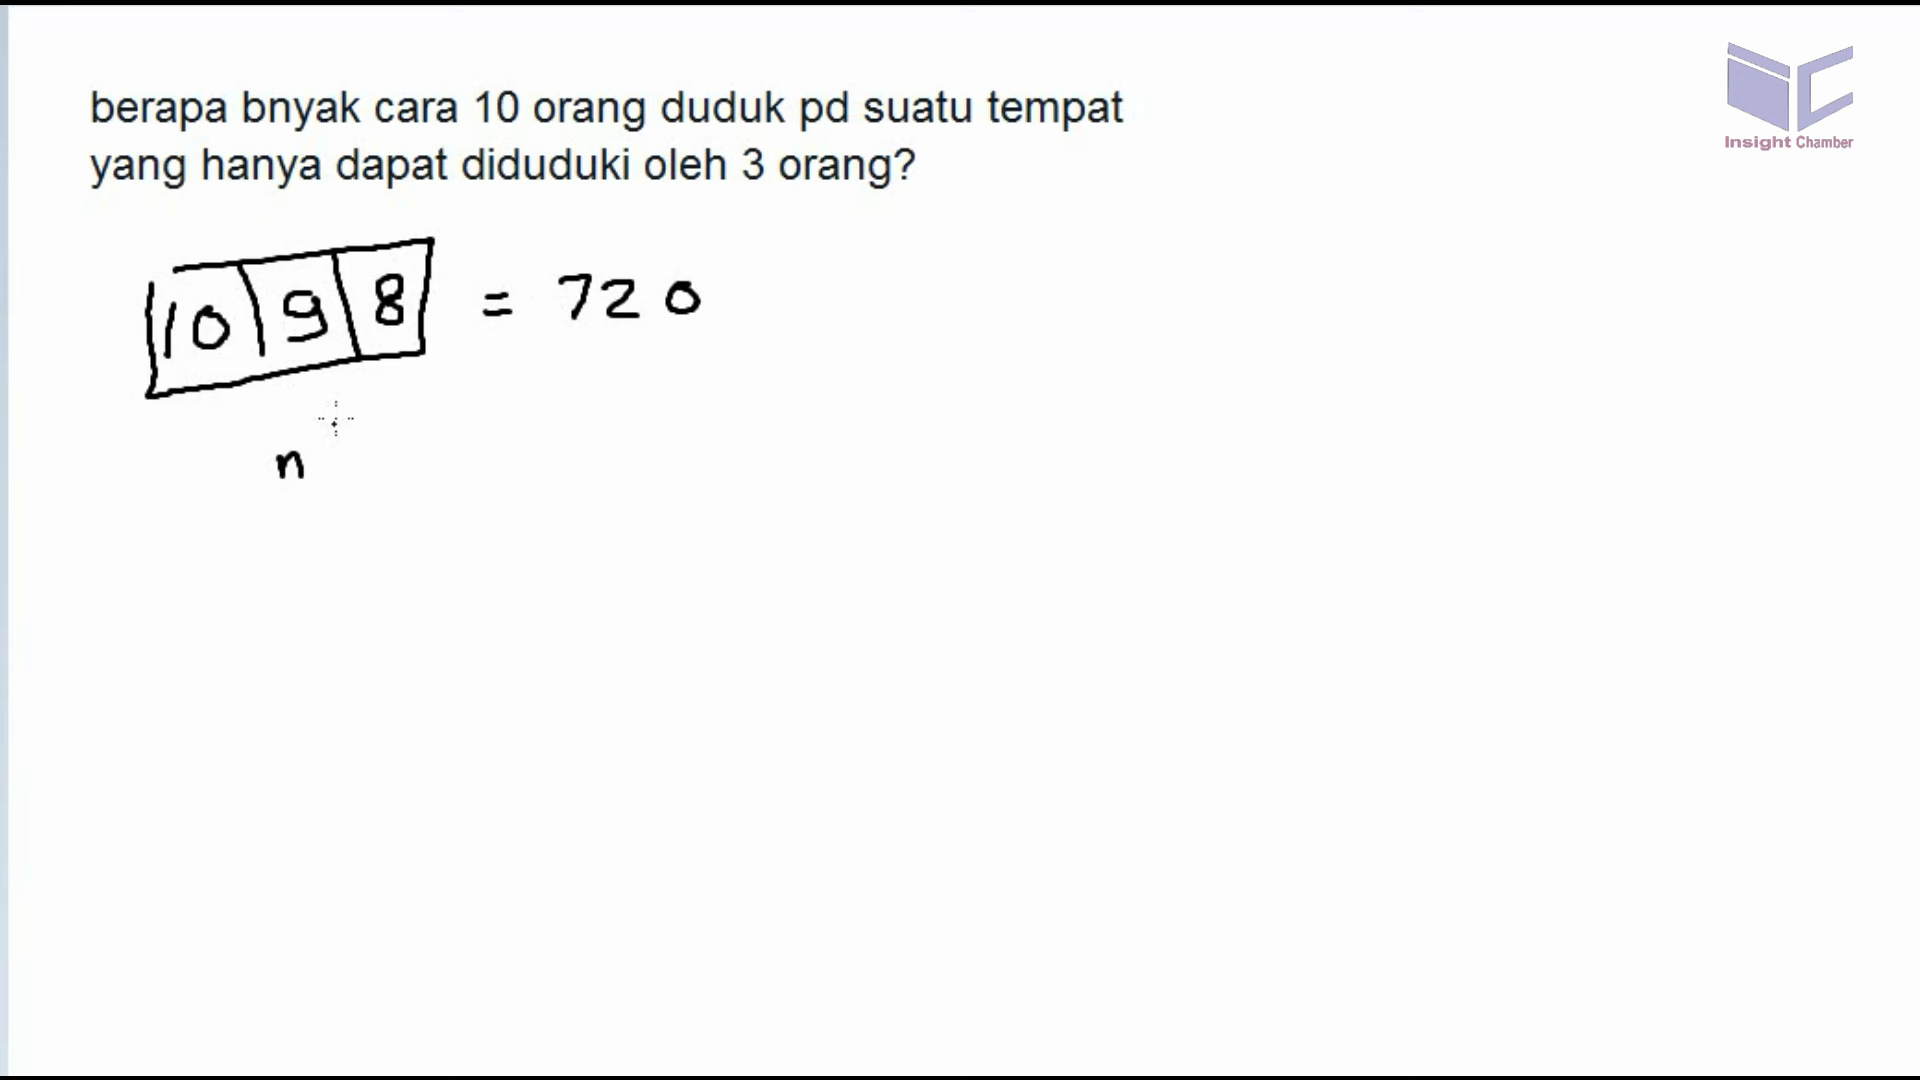 berapa bnyak cara 10 orang duduk pd suatu tempat
yang hanya dapat diduduki oleh 3 orang?
10 9 8 = 720
n
Insight Chamber